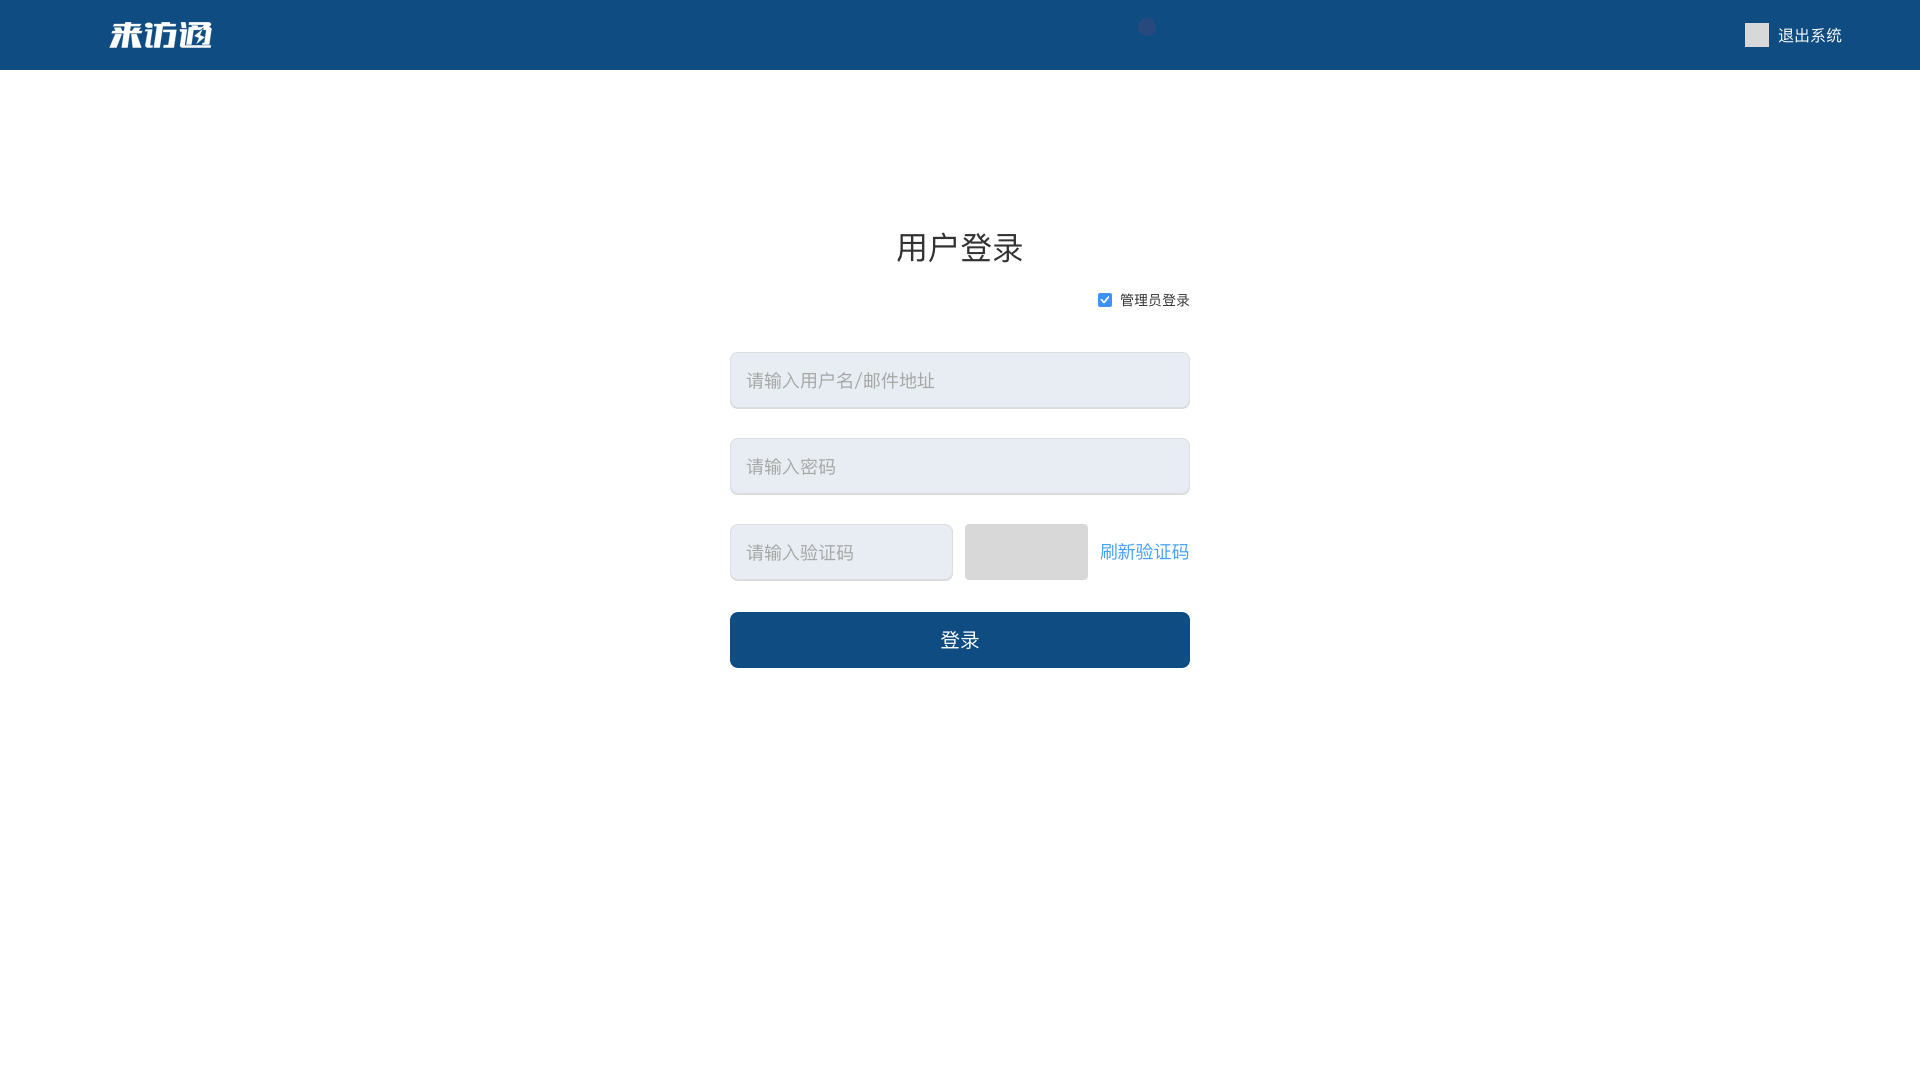 来访通
退出系统
用户登录
管理员登录
请输入用户名/邮件地址
请输入密码
请输入验证码
刷新验证码
登录